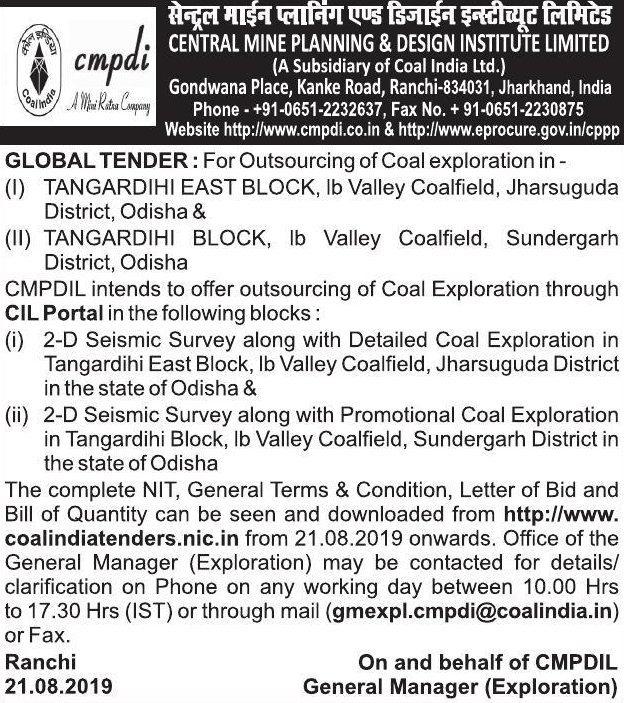 सेन्ट्रल माईन प्लानिंग एण्ड डिजाईन इन्स्टीच्यूट लिमिटेड
CENTRAL MINE PLANNING & DESIGN INSTITUTE LIMITED
(A Subsidiary of Coal India Ltd.)
Gondwana Place, Kanke Road, Ranchi-834031, Jharkhand, India
Phone - +91-0651-2232637, Fax No. + 91-0651-2230875
Website http://www.cmpdi.co.in & http://www.eprocure.gov.in/cppp
कोल इण्डिया
Coal India
cmpdi
A Mini Ratna Company
GLOBAL TENDER : For Outsourcing of Coal exploration in -
(I) TANGARDIHI EAST BLOCK, Ib Valley Coalfield, Jharsuguda
District, Odisha &
(II) TANGARDIHI BLOCK, Ib Valley Coalfield, Sundergarh
District, Odisha
CMPDIL intends to offer outsourcing of Coal Exploration through
CIL Portal in the following blocks :
(i) 2-D Seismic Survey along with Detailed Coal Exploration in
Tangardihi East Block, Ib Valley Coalfield, Jharsuguda District
in the state of Odisha &
(ii) 2-D Seismic Survey along with Promotional Coal Exploration
in Tangardihi Block, Ib Valley Coalfield, Sundergarh District in
the state of Odisha
The complete NIT, General Terms & Condition, Letter of Bid and
Bill of Quantity can be seen and downloaded from http://www.
coalindiatenders.nic.in from 21.08.2019 onwards. Office of the
General Manager (Exploration) may be contacted for details/
clarification on Phone on any working day between 10.00 Hrs
to 17.30 Hrs (IST) or through mail (gmexpl.cmpdi@coalindia.in)
or Fax.
Ranchi On and behalf of CMPDIL
21.08.2019 General Manager (Exploration)